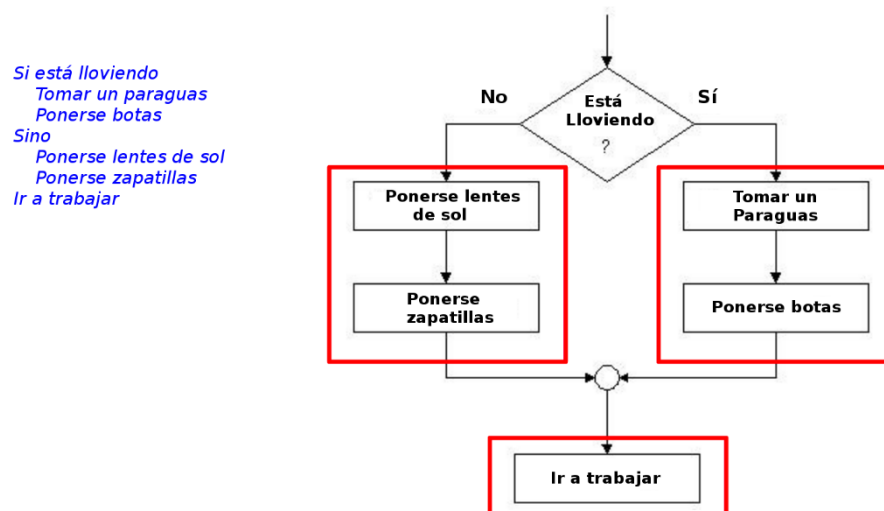 Si está lloviendo
Tomar un paraguas
Ponerse botas
Sino
Ponerse lentes de sol
Ponerse zapatillas
Ir a trabajar
Está
Lloviendo
?
No
Sí
Ponerse lentes
de sol
Ponerse
zapatillas
Tomar un
Paraguas
Ponerse botas
Ir a trabajar